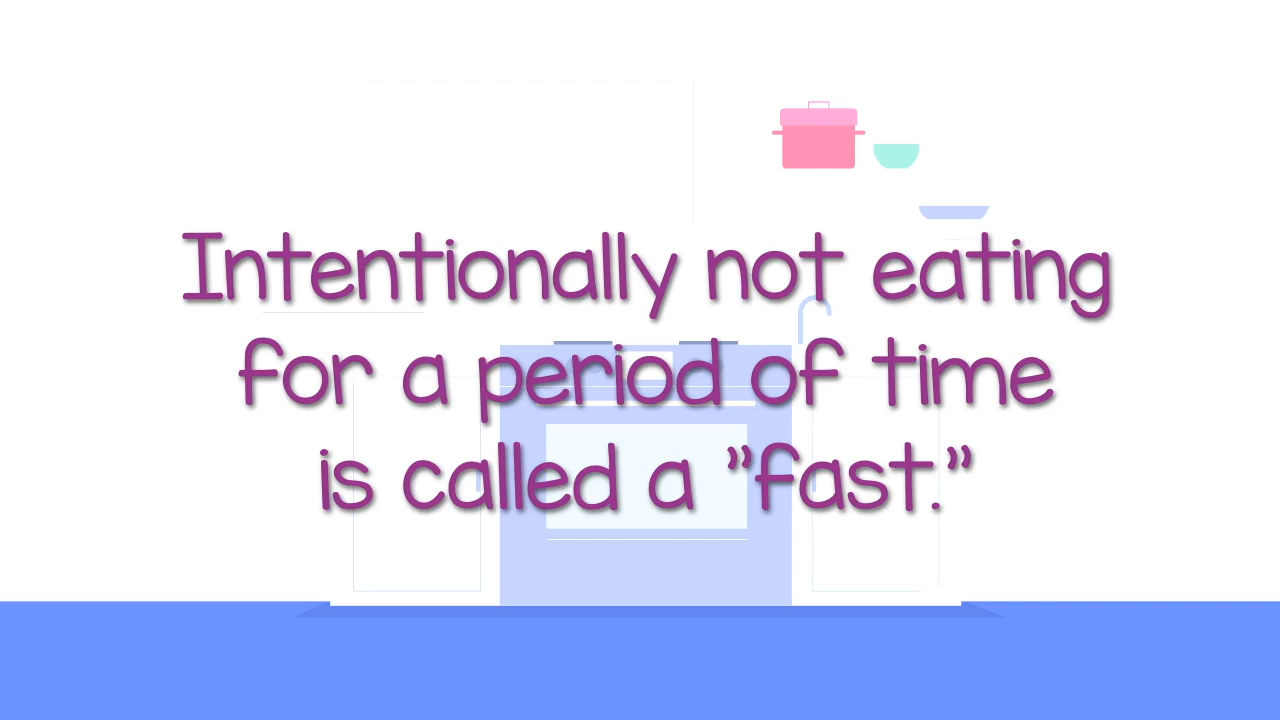 Intentionally not eating
for a period of time
is called a "fast."